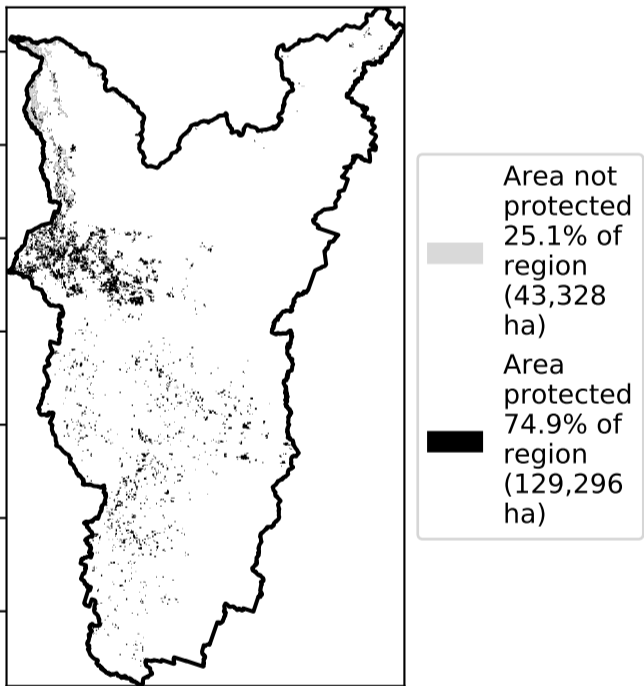 Area not
protected
25.1% of
region
(43,328
ha)
Area
protected
74.9% of
region
(129,296
ha)